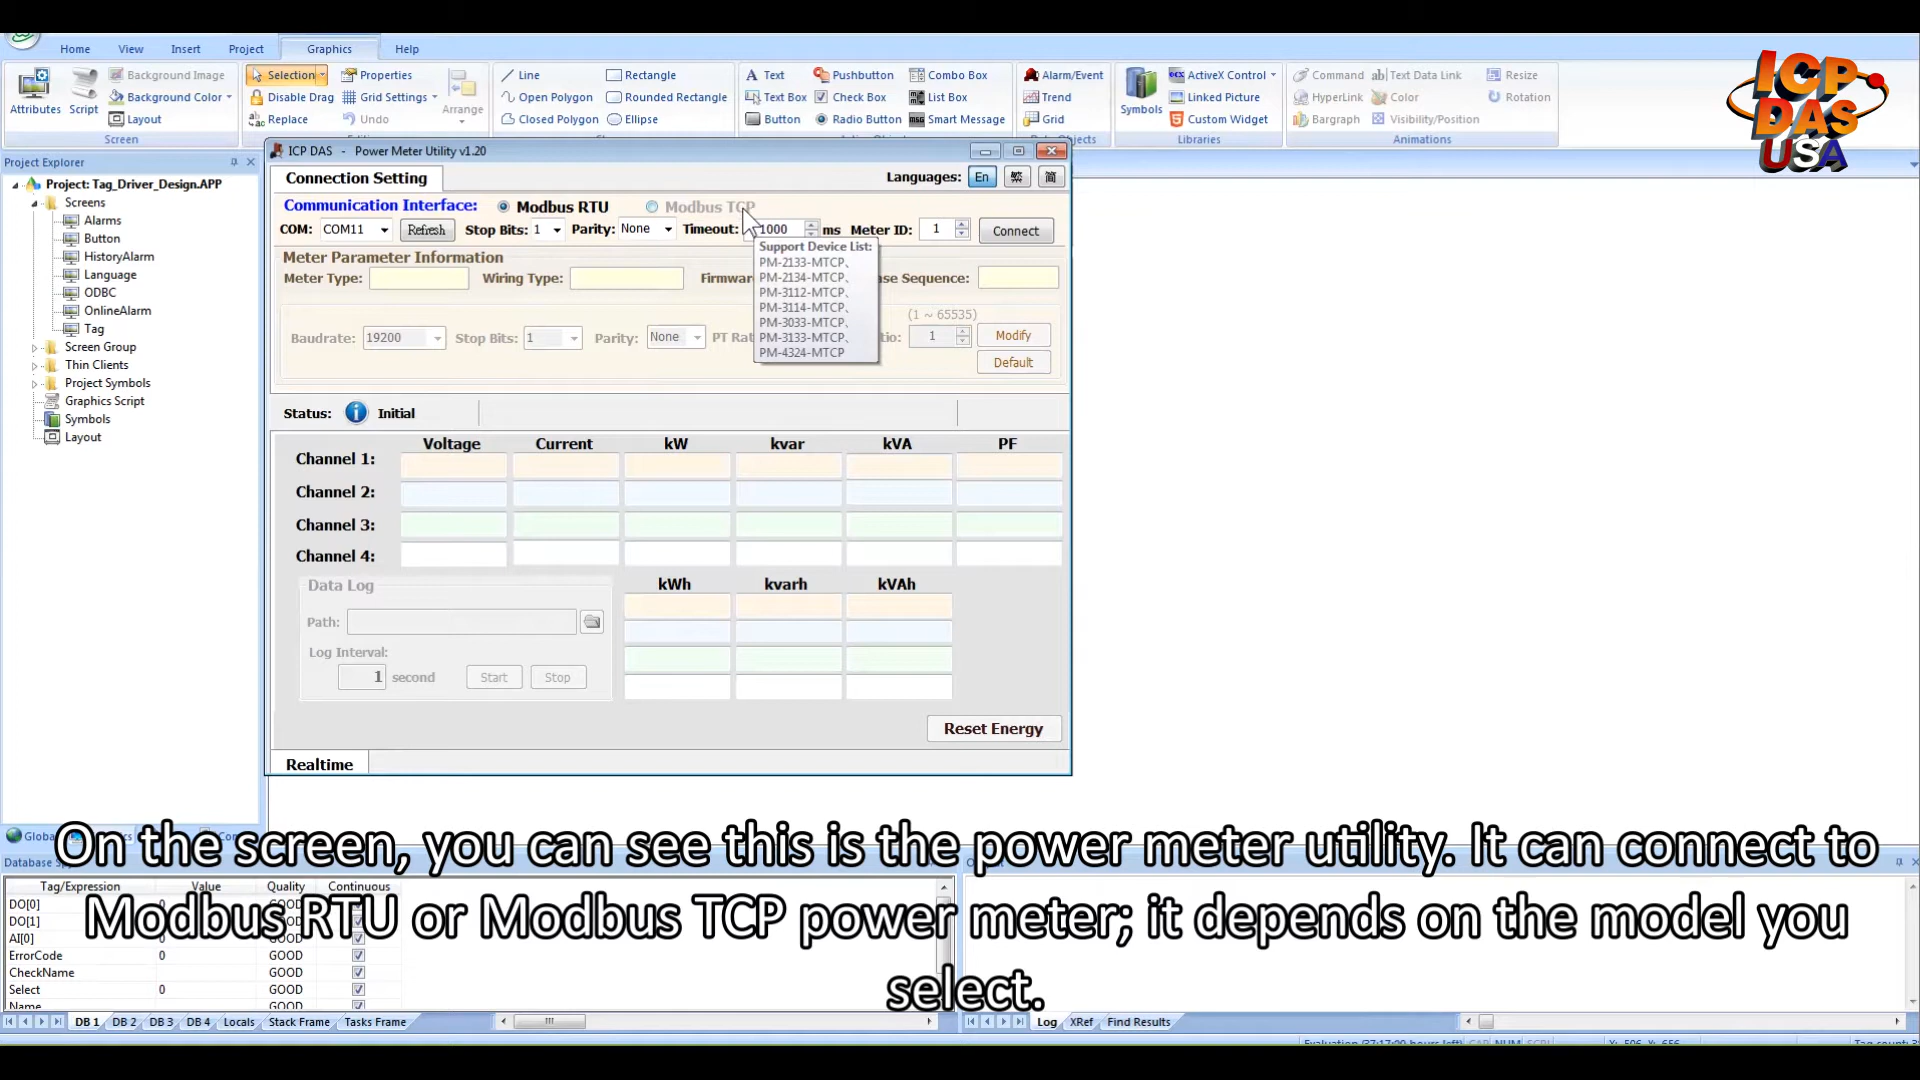 Home View Insert Project Graphics Help
Attributes Script Background Image Background Color Layout
Screen
Selection Disable Drag Replace Properties Grid Settings Undo Arrange
Line Open Polygon Closed Polygon Rectangle Rounded Rectangle Ellipse
Text Text Box Button Pushbutton Check Box Radio Button Combo Box List Box Smart Message
Alarm/Event Trend Grid
Symbols ActiveX Control Linked Picture Custom Widget
Libraries
Command HyperLink Bargraph Text Data Link Color Visibility/Position Resize Rotation
Animations
ICP
DAS
USA
Project Explorer
Project: Tag_Driver_Design.APP
Screens
Alarms
Button
HistoryAlarm
Language
ODBC
OnlineAlarm
Tag
Screen Group
Thin Clients
Project Symbols
Graphics Script
Symbols
Layout
ICP DAS - Power Meter Utility v1.20
Connection Setting Languages: En 繁 简
Communication Interface: Modbus RTU Modbus TCP
COM: COM11 Refresh Stop Bits: 1 Parity: None Timeout: 1000 ms Meter ID: 1 Connect
Meter Parameter Information
Meter Type: Wiring Type: Firmwa ase Sequence:
Support Device List:
PM-2133-MTCP、
PM-2134-MTCP、
PM-3112-MTCP、
PM-3114-MTCP、
PM-3033-MTCP、
PM-3133-MTCP、
PM-4324-MTCP
(1 ~ 65535)
Baudrate: 19200 Stop Bits: 1 Parity: None PT Rat tio: 1 Modify
Default
Status: Initial
Voltage Current kW kvar kVA PF
Channel 1:
Channel 2:
Channel 3:
Channel 4:
Data Log kWh kvarh kVAh
Path:
Log Interval:
1 second Start Stop
Reset Energy
Realtime
On the screen, you can see this is the power meter utility. It can connect to
Modbus RTU or Modbus TCP power meter; it depends on the model you
select.
Tag/Expression Value Quality Continuous
DO[0] 0 GOOD
DO[1] GOOD
AI[0] GOOD
ErrorCode 0 GOOD
CheckName GOOD
Select 0 GOOD
Name GOOD
DB 1 DB 2 DB 3 DB 4 Locals Stack Frame Tasks Frame
Log XRef Find Results